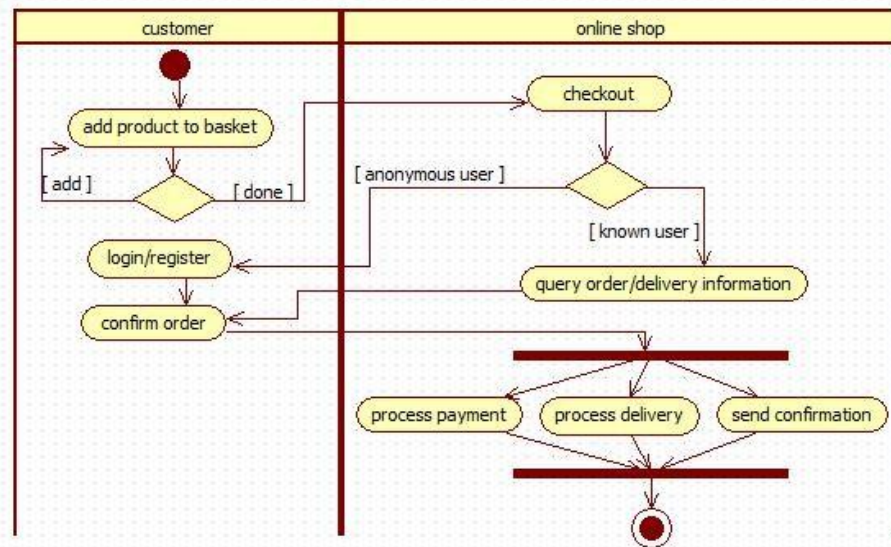 customer
online shop
checkout
add product to basket
[ add ]
[ done ]
[ anonymous user ]
[ known user ]
login/register
query order/delivery information
confirm order
process payment
process delivery
send confirmation